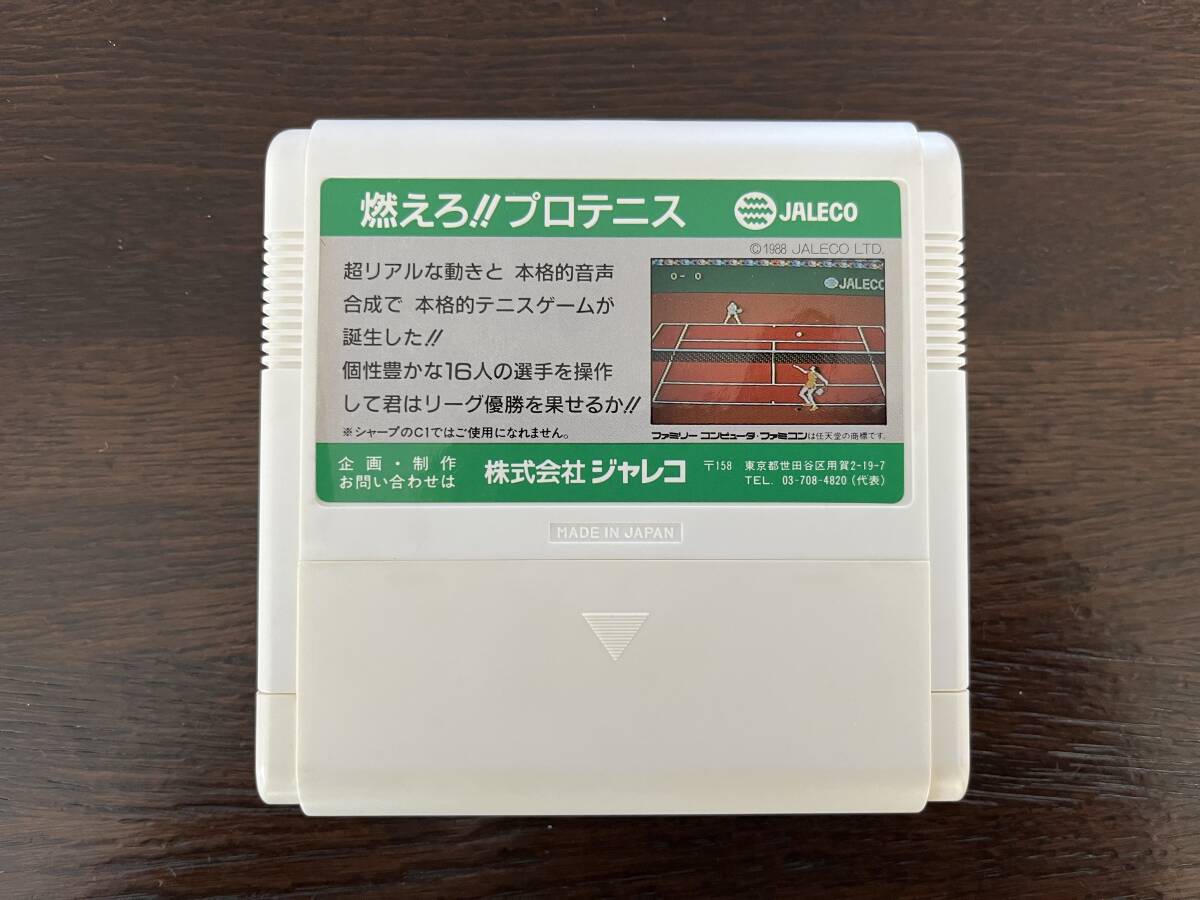 燃えろ!!プロテニス JALECO
©1988 JALECO LTD.
超リアルな動きと 本格的音声
合成で 本格的テニスゲームが
誕生した!!
個性豊かな16人の選手を操作
して君はリーグ優勝を果せるか!!
※シャープのC1ではご使用になれません。
0- 0
JALECO
ファミリーコンピュータ・ファミコンは任天堂の商標です。
企画・制作
お問い合わせは
株式会社ジャレコ
〒158 東京都世田谷区用賀2-19-7
TEL. 03-708-4820(代表)
MADE IN JAPAN